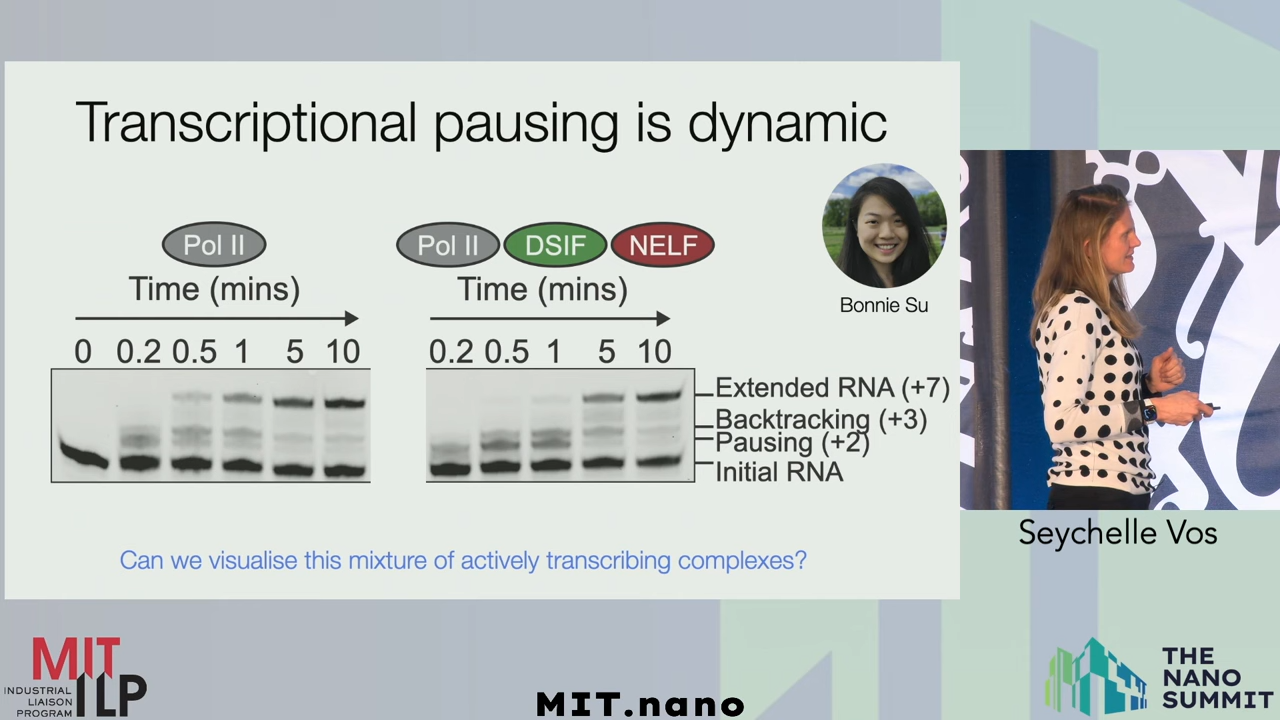 Transcriptional pausing is dynamic
Pol II
Time (mins)
0 0.2 0.5 1 5 10
Pol II DSIF NELF
Time (mins)
0.2 0.5 1 5 10
Extended RNA (+7)
Backtracking (+3)
Pausing (+2)
Initial RNA
Bonnie Su
Can we visualise this mixture of actively transcribing complexes?
Seychelle Vos
MIT
ILP
INDUSTRIAL
LIAISON
PROGRAM
MIT.nano
THE
NANO
SUMMIT